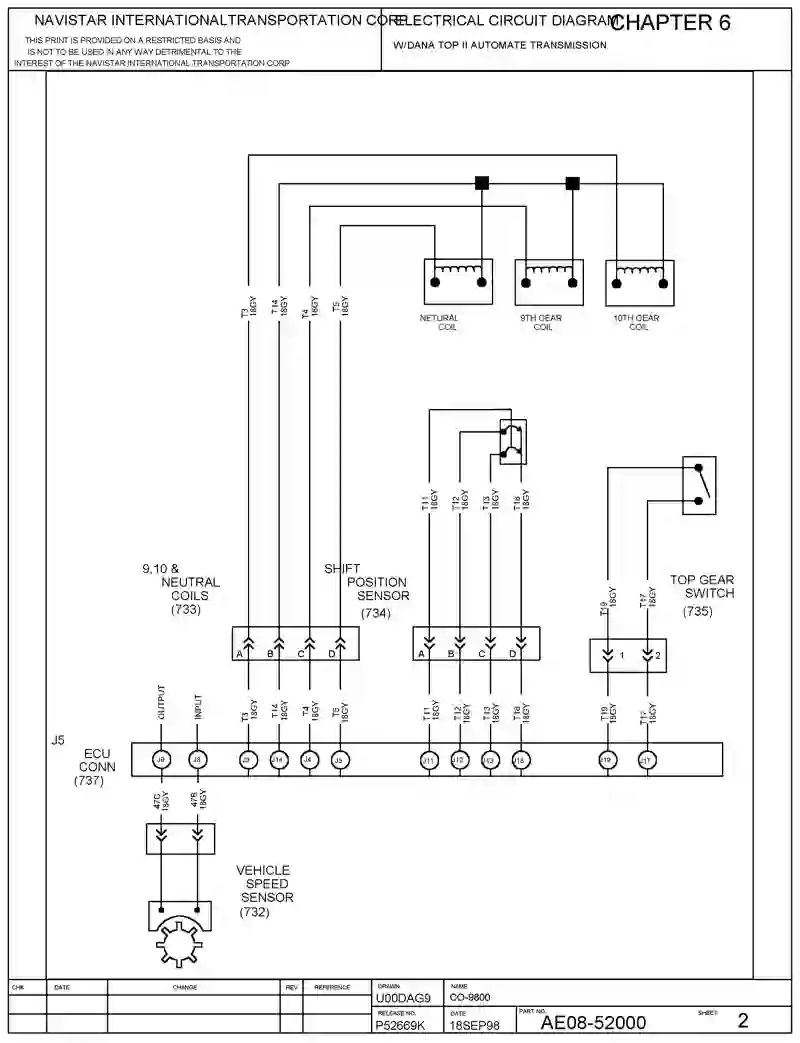 NAVISTAR INTERNATIONALTRANSPORTATION CORP
ELECTRICAL CIRCUIT DIAGRAM
CHAPTER 6
THIS PRINT IS PROVIDED ON A RESTRICTED BASIS AND
IS NOT TO BE USED IN ANY WAY DETRIMENTAL TO THE
INTEREST OF THE NAVISTAR INTERNATIONAL TRANSPORTATION CORP
W/DANA TOP II AUTOMATE TRANSMISSION
T3 18GY
T14 18GY
T4 18GY
T5 18GY
NETURAL
COIL
9TH GEAR
COIL
10TH GEAR
COIL
T11 18GY
T12 18GY
T13 18GY
T18 18GY
9,10 &
NEUTRAL
COILS
(733)
SHIFT
POSITION
SENSOR
(734)
T19 18GY
T17 18GY
TOP GEAR
SWITCH
(735)
A B C D
A B C D
1 2
OUTPUT
INPUT
T3 18GY
T14 18GY
T4 18GY
T5 18GY
T11 18GY
T12 18GY
T13 18GY
T18 18GY
T19 18GY
T17 18GY
J5
ECU
CONN
(737)
J9 J8 J3 J14 J4 J5 J11 J12 J13 J18 J19 J17
47C 18GY
47B 18GY
VEHICLE
SPEED
SENSOR
(732)
CHK DATE CHANGE REV REFERENCE
DRAWN
U00DAG9
NAME
CO-9800
RELEASE NO.
P52669K
DATE
18SEP98
PART NO.
AE08-52000
SHEET
2